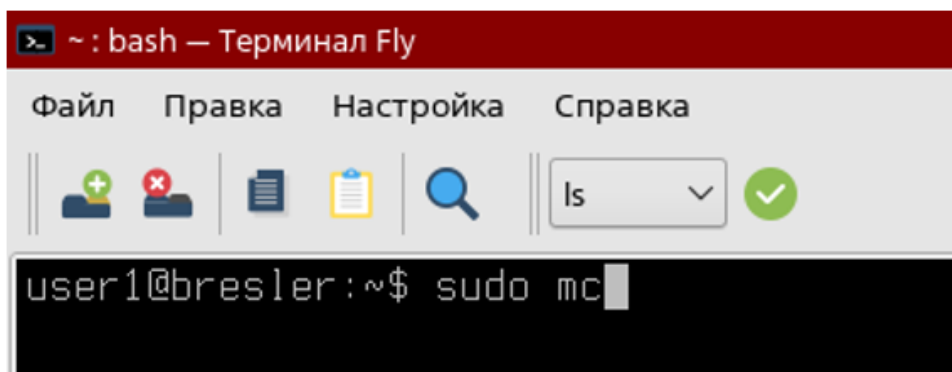 ~ : bash — Терминал Fly
Файл Правка Настройка Справка
ls
user1@bresler:~$ sudo mc